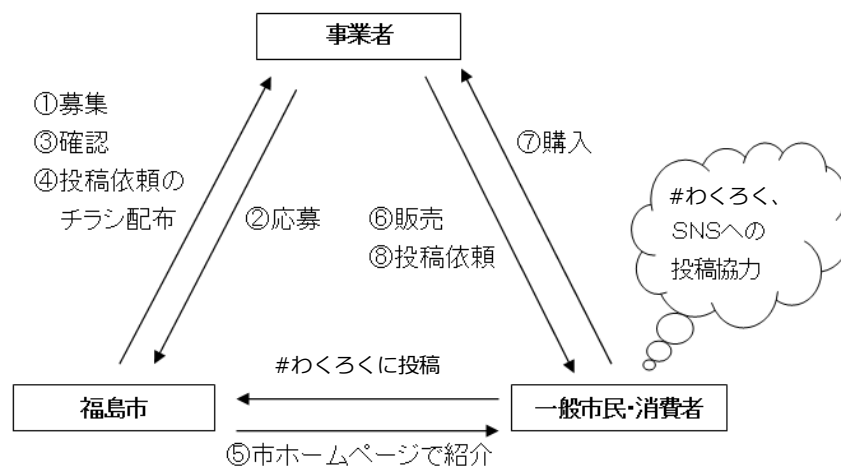 事業者
①募集
③確認
④投稿依頼の
チラシ配布
②応募
⑥販売
⑧投稿依頼
⑦購入
#わくろく、
SNSへの
投稿協力
#わくろくに投稿
福島市
一般市民・消費者
⑤市ホームページで紹介